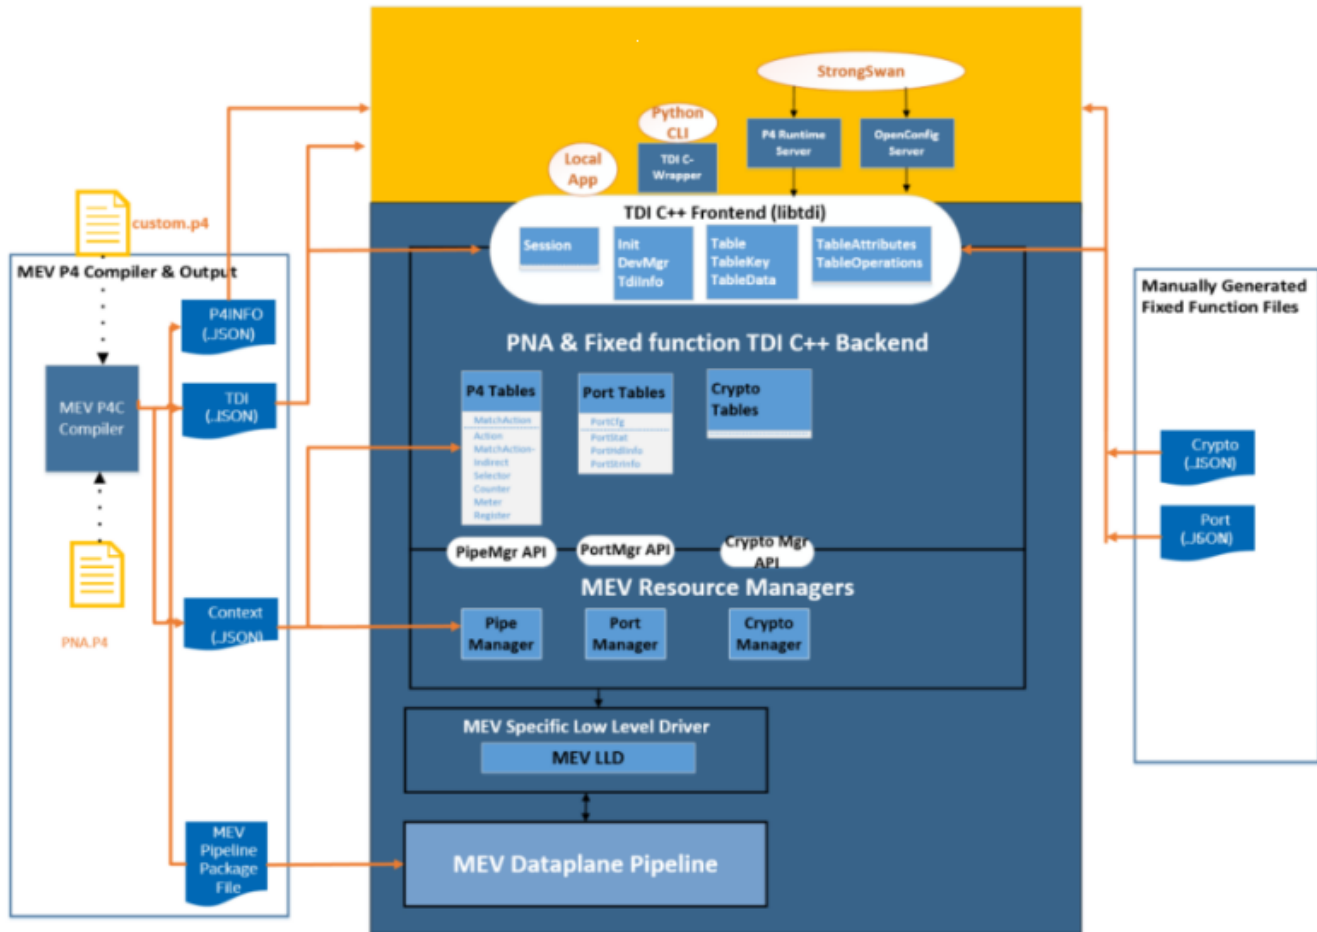 StrongSwan
Python
CLI
P4 Runtime
Server
OpenConfig
Server
TDI C-
Wrapper
Local
App
custom.p4
TDI C++ Frontend (libtdi)
Session
Init
DevMgr
TdiInfo
Table
TableKey
TableData
TableAttributes
TableOperations
MEV P4 Compiler & Output
P4INFO
(.JSON)
MEV P4C
Compiler
TDI
(.JSON)
PNA.P4
Context
(.JSON)
MEV
Pipeline
Package
File
PNA & Fixed function TDI C++ Backend
P4 Tables
MatchAction
Action
MatchAction-
Indirect
Selector
Counter
Meter
Register
Port Tables
PortCfg
PortStat
PortHdlInfo
PortStrInfo
Crypto
Tables
PipeMgr API
PortMgr API
Crypto Mgr
API
MEV Resource Managers
Pipe
Manager
Port
Manager
Crypto
Manager
MEV Specific Low Level Driver
MEV LLD
MEV Dataplane Pipeline
Manually Generated
Fixed Function Files
Crypto
(.JSON)
Port
(.JSON)